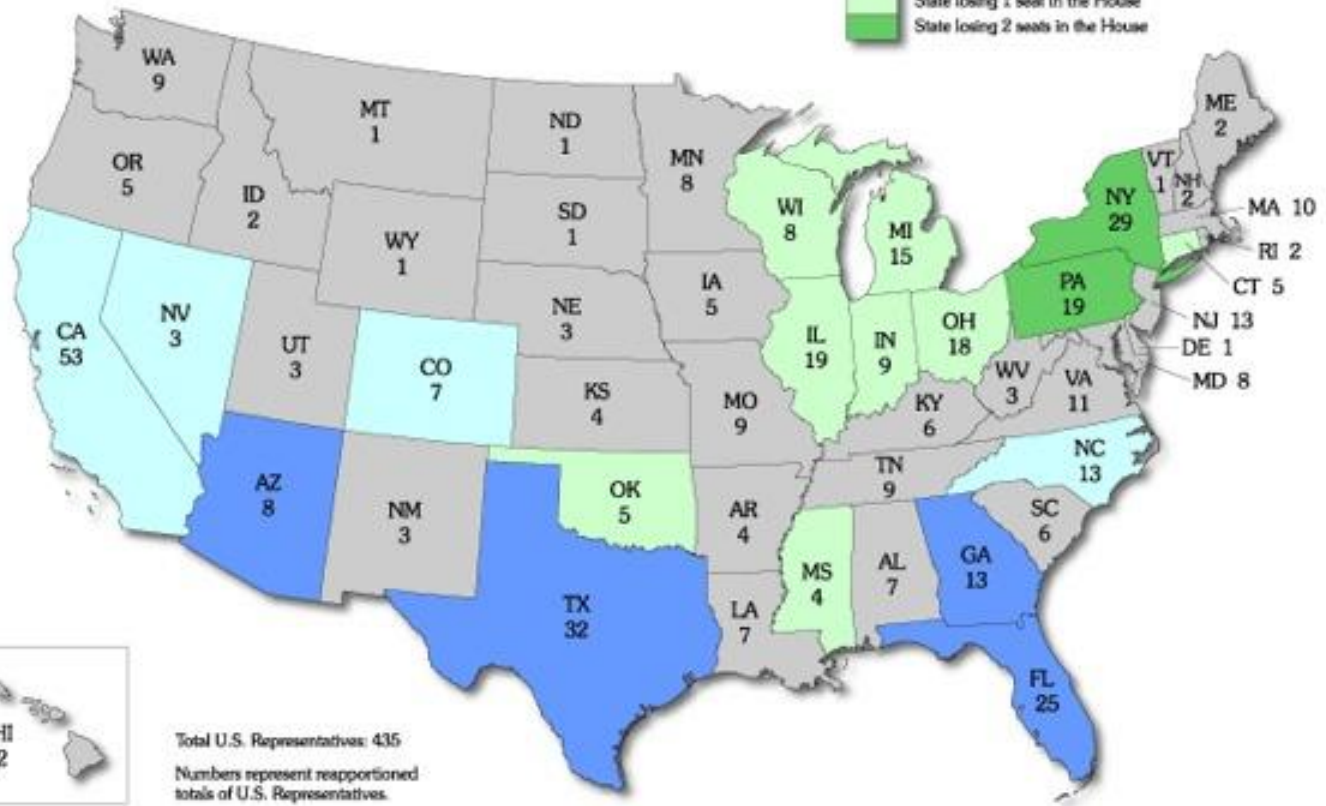 State losing 1 seat in the House
State losing 2 seats in the House
WA
9
MT
1
ND
1
MN
8
ME
2
OR
5
ID
2
SD
1
WI
8
MI
15
NY
29
VT
1
NH
2
MA 10
RI 2
CT 5
WY
1
IA
5
PA
19
NJ 13
DE 1
MD 8
CA
53
NV
3
UT
3
CO
7
NE
3
IL
19
IN
9
OH
18
WV
3
VA
11
KS
4
MO
9
KY
6
NC
13
AZ
8
NM
3
OK
5
AR
4
TN
9
SC
6
TX
32
LA
7
MS
4
AL
7
GA
13
FL
25
HI
2
Total U.S. Representatives: 435
Numbers represent reapportioned
totals of U.S. Representatives.